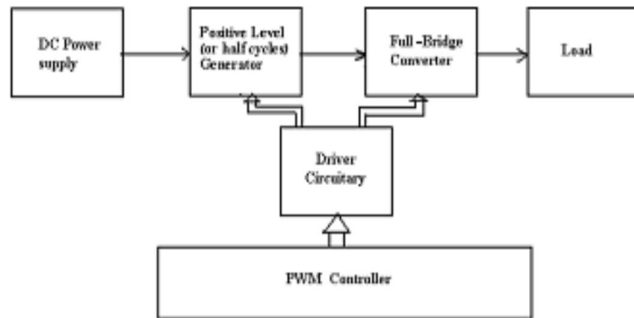 DC Power
supply
Positive Level
(or half cycles)
Generator
Full -Bridge
Converter
Load
Driver
Circuitary
PWM Controller